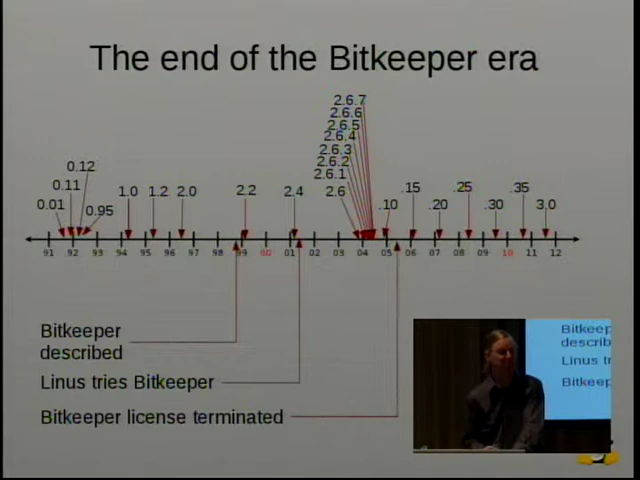 The end of the Bitkeeper era
2.6.7
2.6.6
2.6.5
2.6.4
2.6.3
2.6.2
2.6.1
2.6
0.12
0.11
0.01
0.95
1.0
1.2
2.0
2.2
2.4
.10
.15
.20
.25
.30
.35
3.0
91 92 93 94 95 96 97 98 99 00 01 02 03 04 05 06 07 08 09 10 11 12
Bitkeeper
described
Linus tries Bitkeeper
Bitkeeper license terminated
Bitkeep
describ
Linus tr
Bitkeep